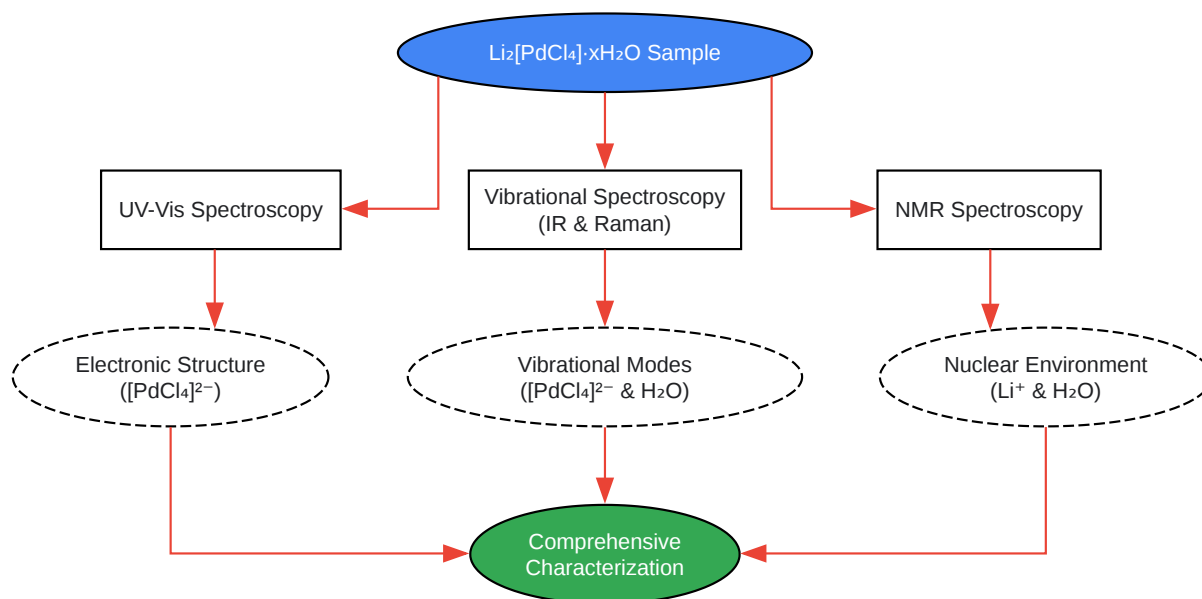 Li₂[PdCl₄]·xH₂O Sample
UV-Vis Spectroscopy
Vibrational Spectroscopy
(IR & Raman)
NMR Spectroscopy
Electronic Structure
([PdCl₄]²⁻)
Vibrational Modes
([PdCl₄]²⁻ & H₂O)
Nuclear Environment
(Li⁺ & H₂O)
Comprehensive
Characterization